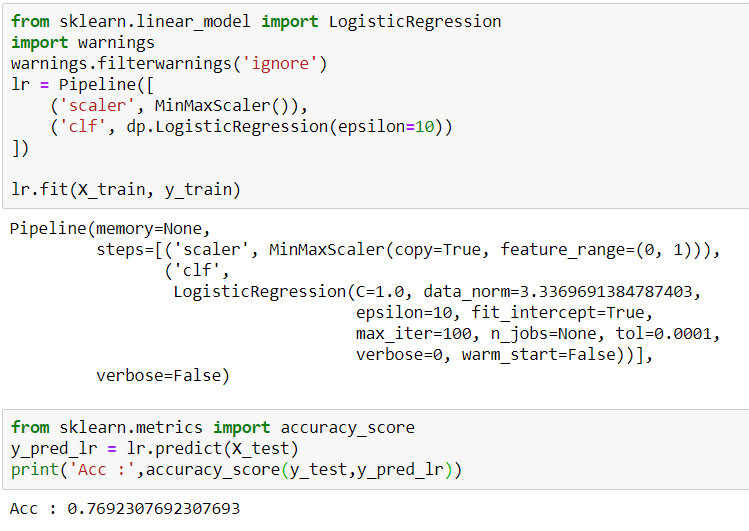 from sklearn.linear_model import LogisticRegression
import warnings
warnings.filterwarnings('ignore')
lr = Pipeline([
    ('scaler', MinMaxScaler()),
    ('clf', dp.LogisticRegression(epsilon=10))
])

lr.fit(X_train, y_train)
Pipeline(memory=None,
         steps=[('scaler', MinMaxScaler(copy=True, feature_range=(0, 1))),
                ('clf',
                 LogisticRegression(C=1.0, data_norm=3.3369691384787403,
                                    epsilon=10, fit_intercept=True,
                                    max_iter=100, n_jobs=None, tol=0.0001,
                                    verbose=0, warm_start=False))],
         verbose=False)
from sklearn.metrics import accuracy_score
y_pred_lr = lr.predict(X_test)
print('Acc :',accuracy_score(y_test,y_pred_lr))
Acc : 0.7692307692307693